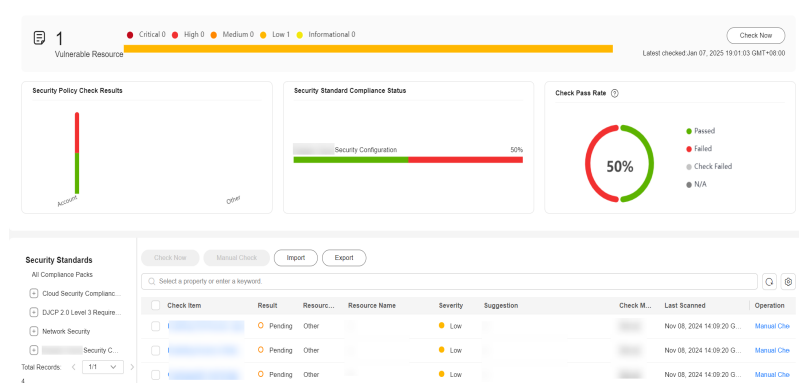 1
Vulnerable Resource
Critical 0 High 0 Medium 0 Low 1 Informational 0
Check Now
Latest checked:Jan 07, 2025 19:01:03 GMT+08:00
Security Policy Check Results
Account
Other
Security Standard Compliance Status
Security Configuration 50%
Check Pass Rate ?
50%
Passed
Failed
Check Failed
N/A
Security Standards
All Compliance Packs
Cloud Security Complianc...
DJCP 2.0 Level 3 Require...
Network Security
Security C...
Total Records: 1/1
4
Check Now Manual Check Import Export
Select a property or enter a keyword.
Check Item Result Resourc... Resource Name Severity Suggestion Check M... Last Scanned Operation
Pending Other Low Nov 08, 2024 14:09:20 G... Manual Che
Pending Other Low Nov 08, 2024 14:09:20 G... Manual Che
Pending Other Low Nov 08, 2024 14:09:20 G... Manual Che